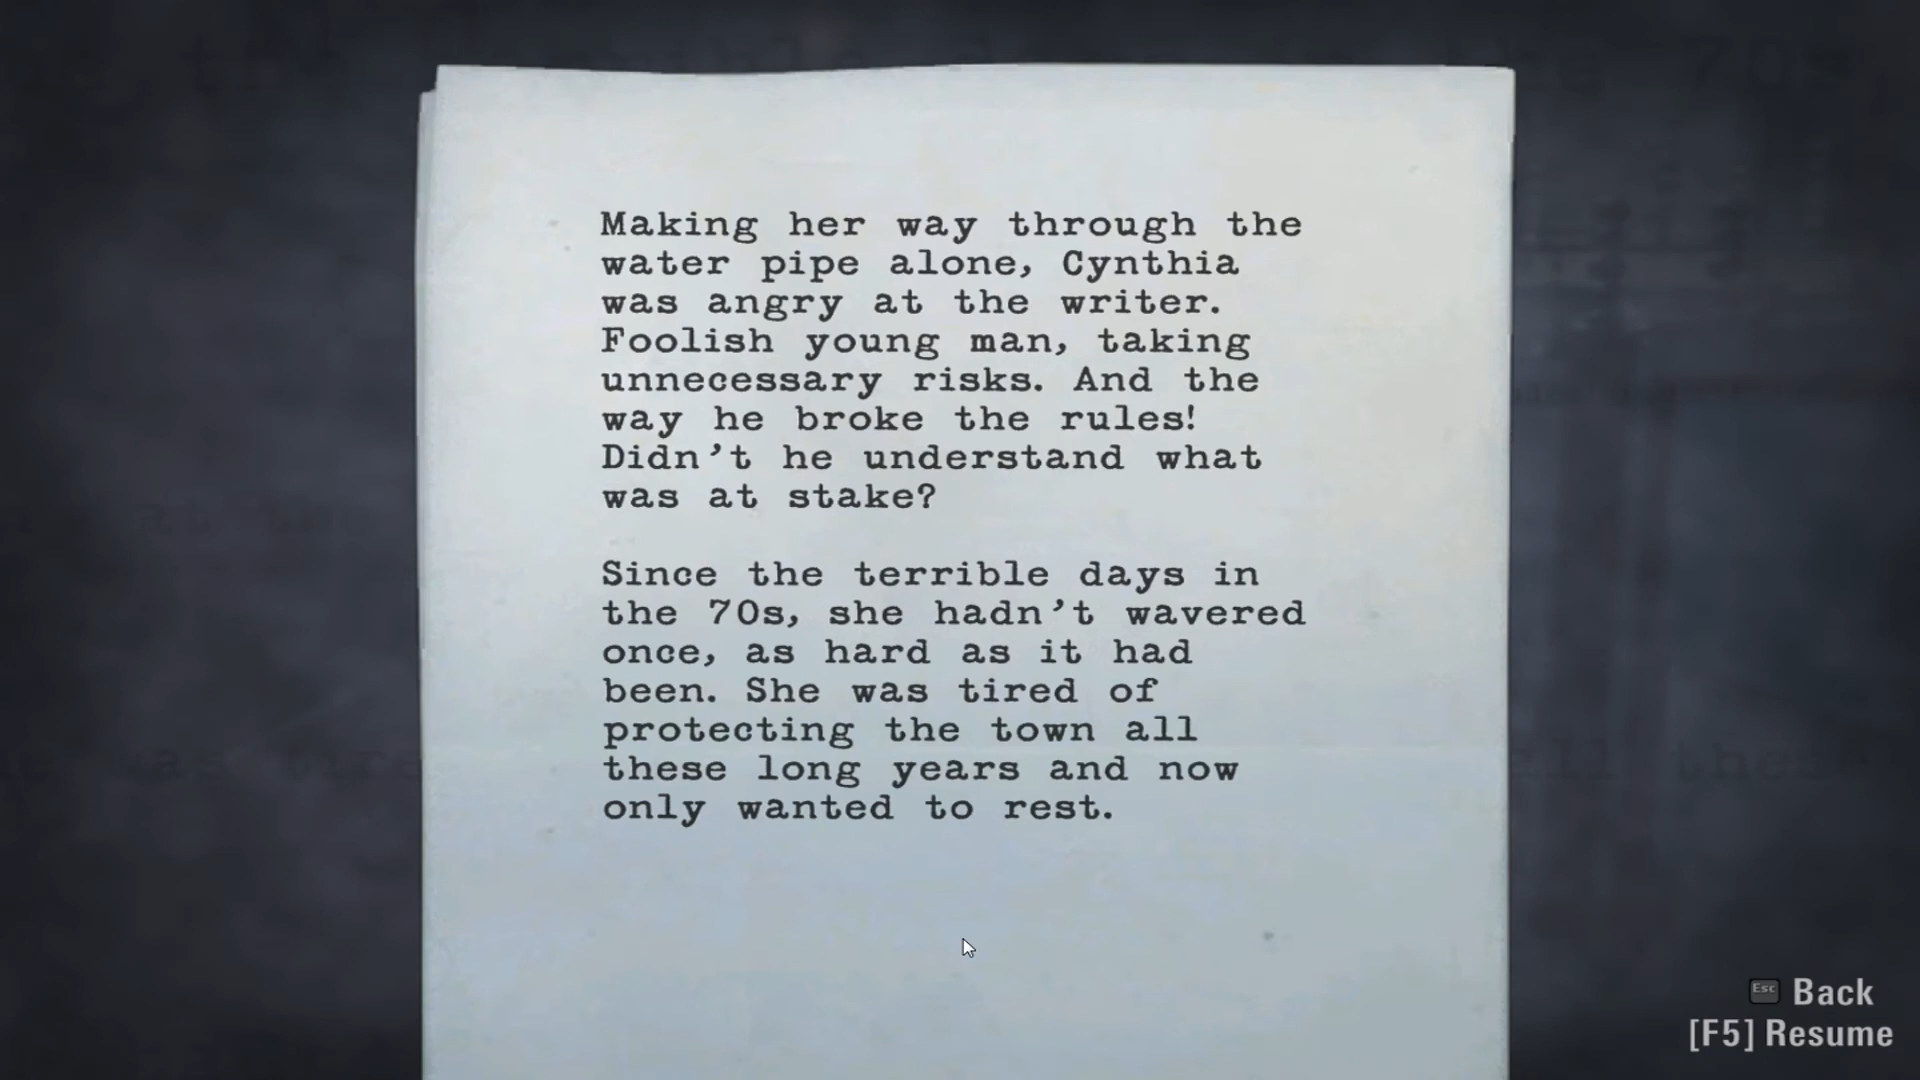 Making her way through the
water pipe alone, Cynthia
was angry at the writer.
Foolish young man, taking
unnecessary risks. And the
way he broke the rules!
Didn't he understand what
was at stake?
Since the terrible days in
the 70s, she hadn't wavered
once, as hard as it had
been. She was tired of
protecting the town all
these long years and now
only wanted to rest.
Esc Back
[F5] Resume